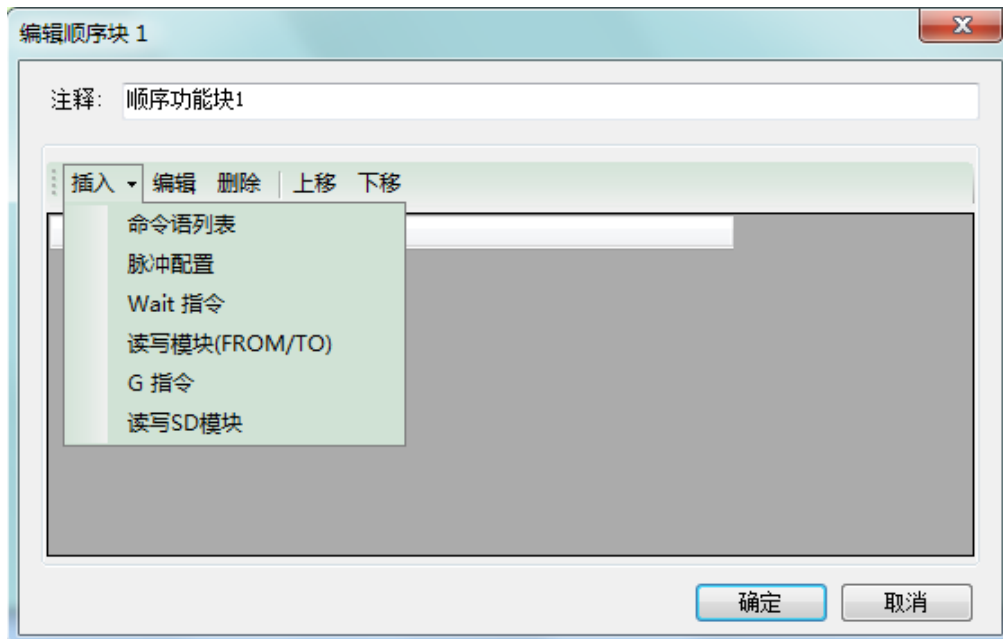 编辑顺序块 1
注释: 顺序功能块1
插入 编辑 删除 上移 下移
命令语列表
脉冲配置
Wait 指令
读写模块(FROM/TO)
G 指令
读写SD模块
确定 取消